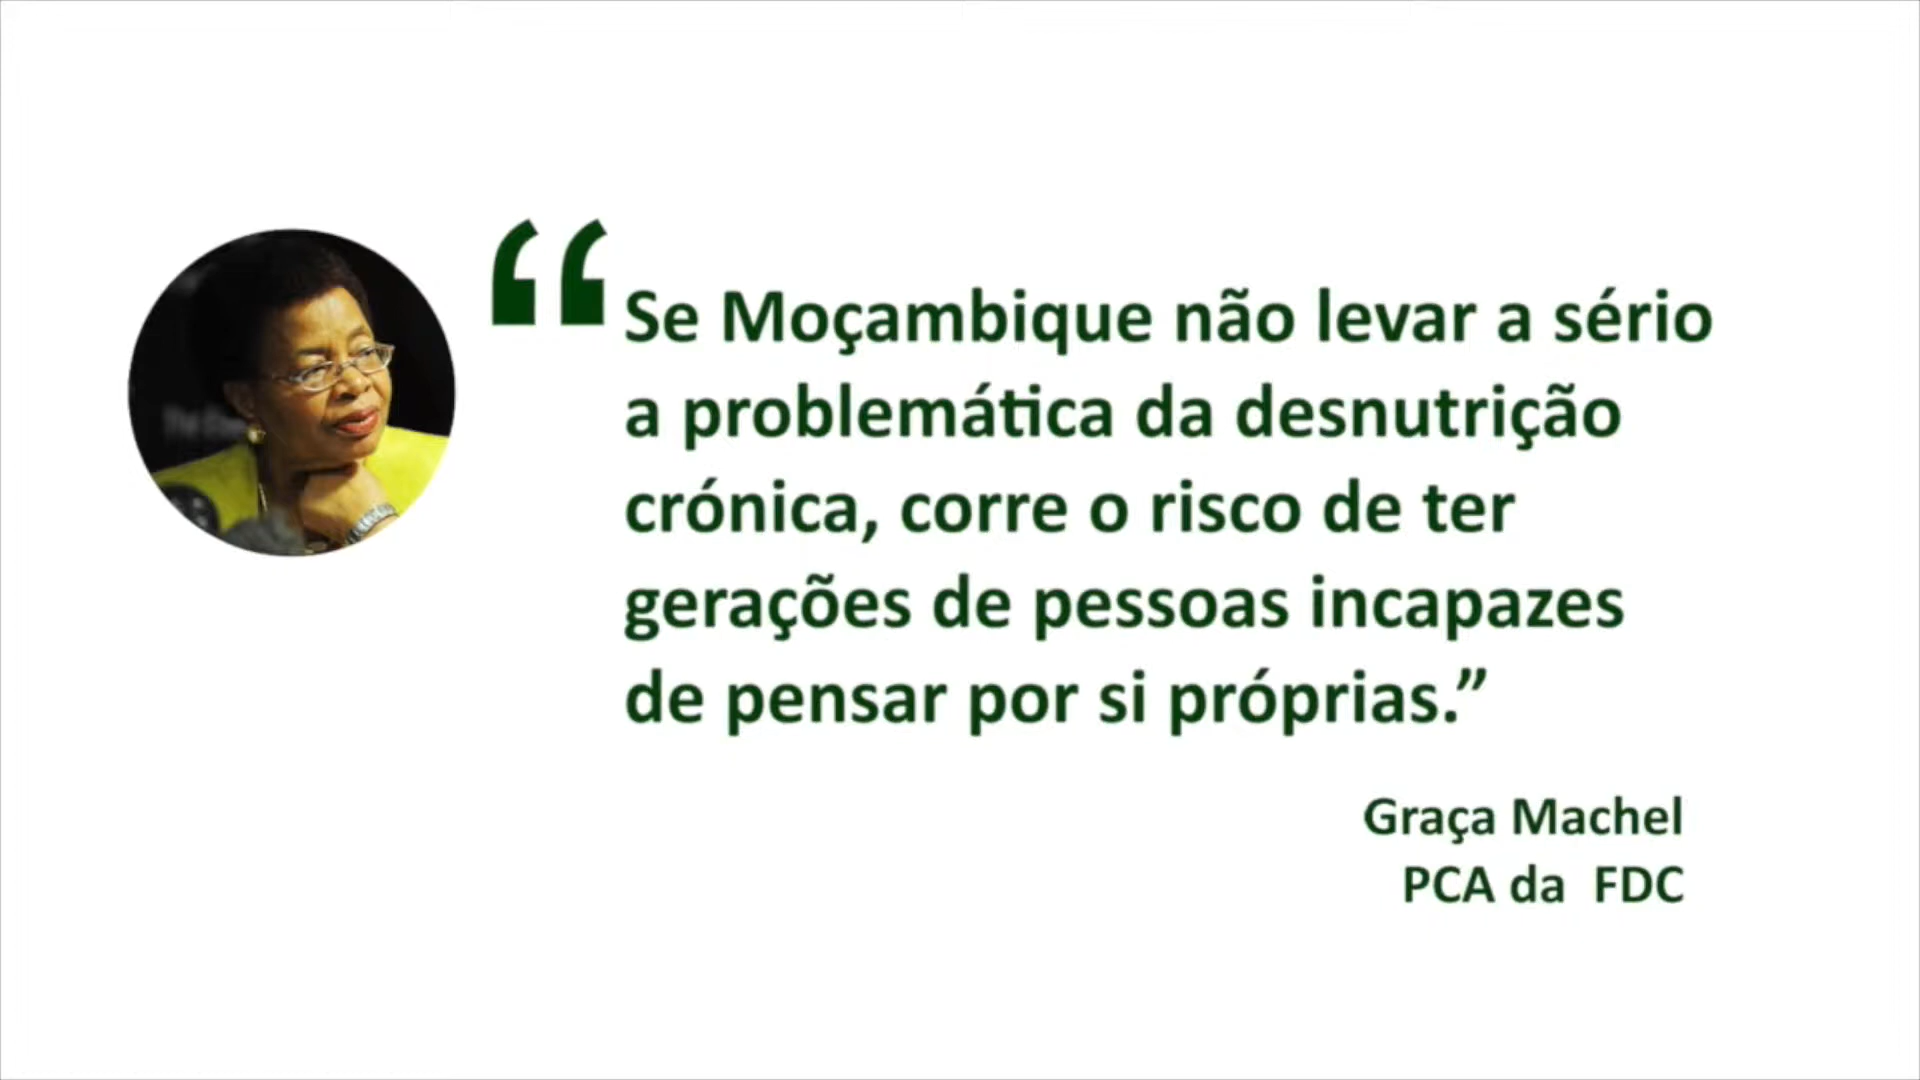 “Se Moçambique não levar a sério
a problemática da desnutrição
crónica, corre o risco de ter
gerações de pessoas incapazes
de pensar por si próprias.”
Graça Machel
PCA da FDC